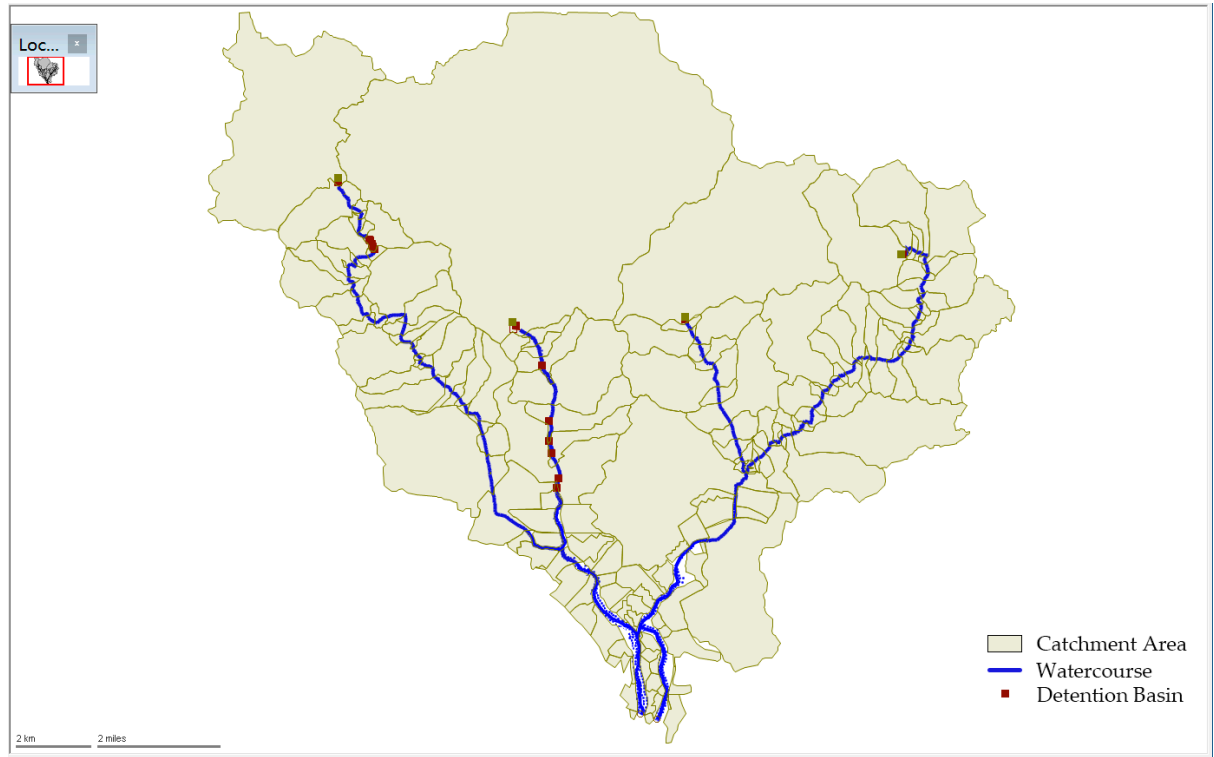 Loc... x
Catchment Area
Watercourse
Detention Basin
2 km 2 miles